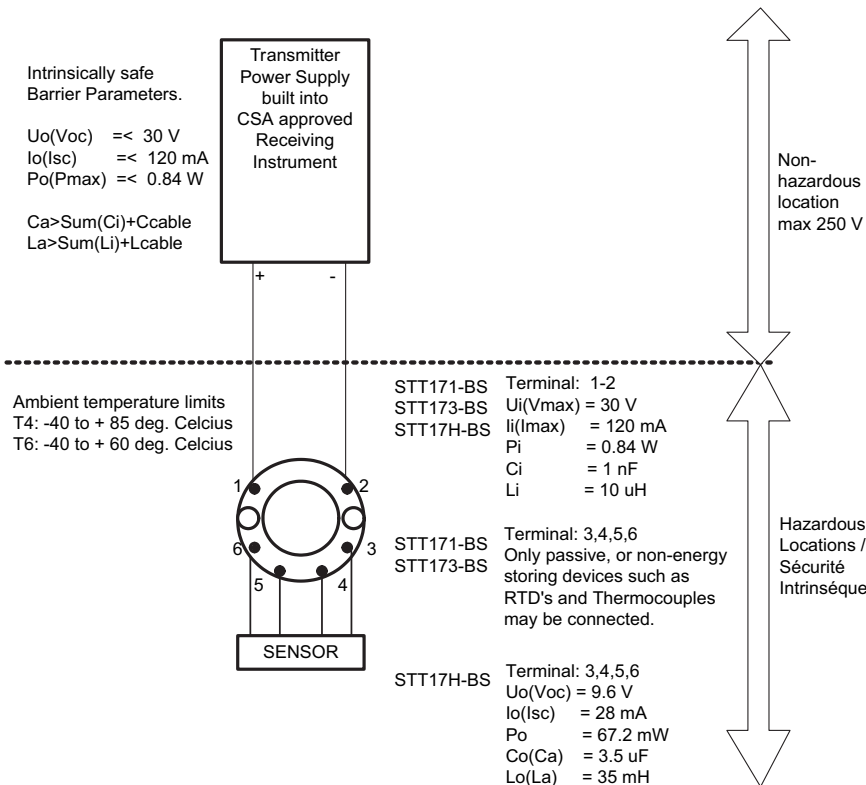 Intrinsically safe
Barrier Parameters.
Uo(Voc) =< 30 V
Io(Isc) =< 120 mA
Po(Pmax) =< 0.84 W
Ca>Sum(Ci)+Ccable
La>Sum(Li)+Lcable
Transmitter
Power Supply
built into
CSA approved
Receiving
Instrument
+ -
Non-
hazardous
location
max 250 V
Ambient temperature limits
T4: -40 to + 85 deg. Celcius
T6: -40 to + 60 deg. Celcius
1 2
6 3
5 4
SENSOR
STT171-BS
STT173-BS
STT17H-BS
Terminal: 1-2
Ui(Vmax) = 30 V
Ii(Imax) = 120 mA
Pi = 0.84 W
Ci = 1 nF
Li = 10 uH
STT171-BS
STT173-BS
Terminal: 3,4,5,6
Only passive, or non-energy
storing devices such as
RTD's and Thermocouples
may be connected.
STT17H-BS
Terminal: 3,4,5,6
Uo(Voc) = 9.6 V
Io(Isc) = 28 mA
Po = 67.2 mW
Co(Ca) = 3.5 uF
Lo(La) = 35 mH
Hazardous
Locations /
Sécurité
Intrinséque